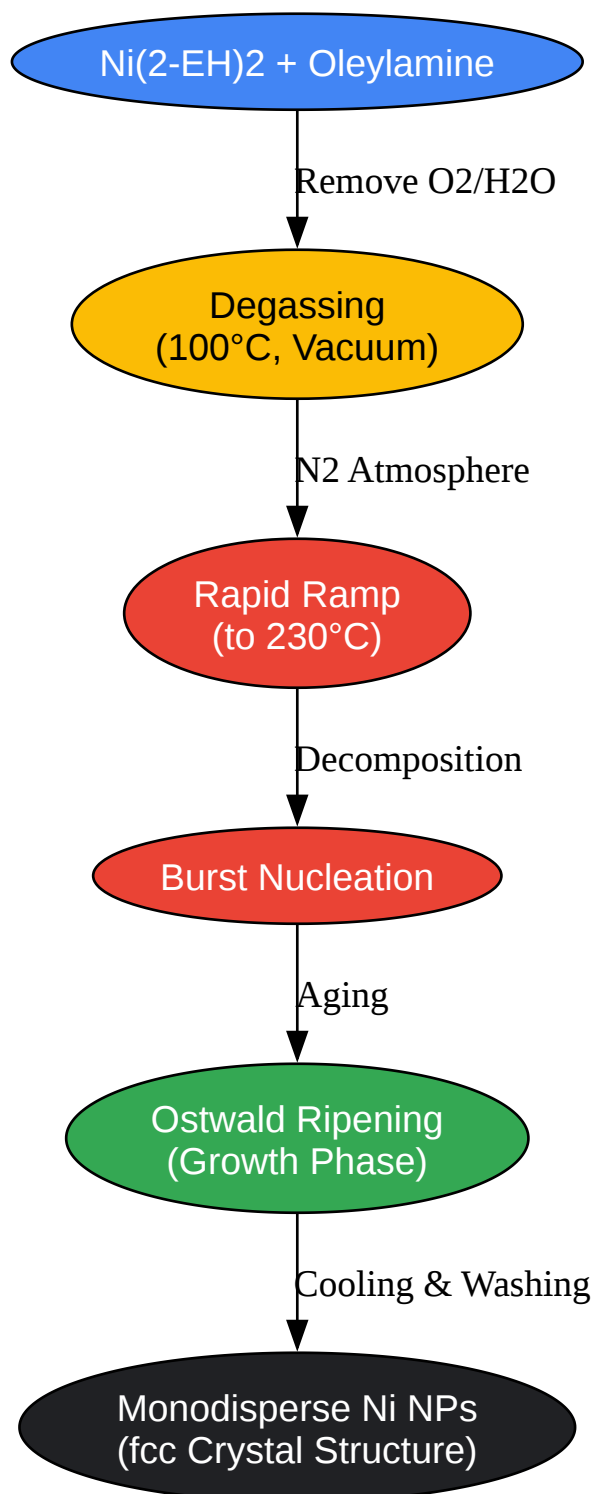 Ni(2-EH)2 + Oleylamine
Remove O2/H2O
Degassing
(100°C, Vacuum)
N2 Atmosphere
Rapid Ramp
(to 230°C)
Decomposition
Burst Nucleation
Aging
Ostwald Ripening
(Growth Phase)
Cooling & Washing
Monodisperse Ni NPs
(fcc Crystal Structure)